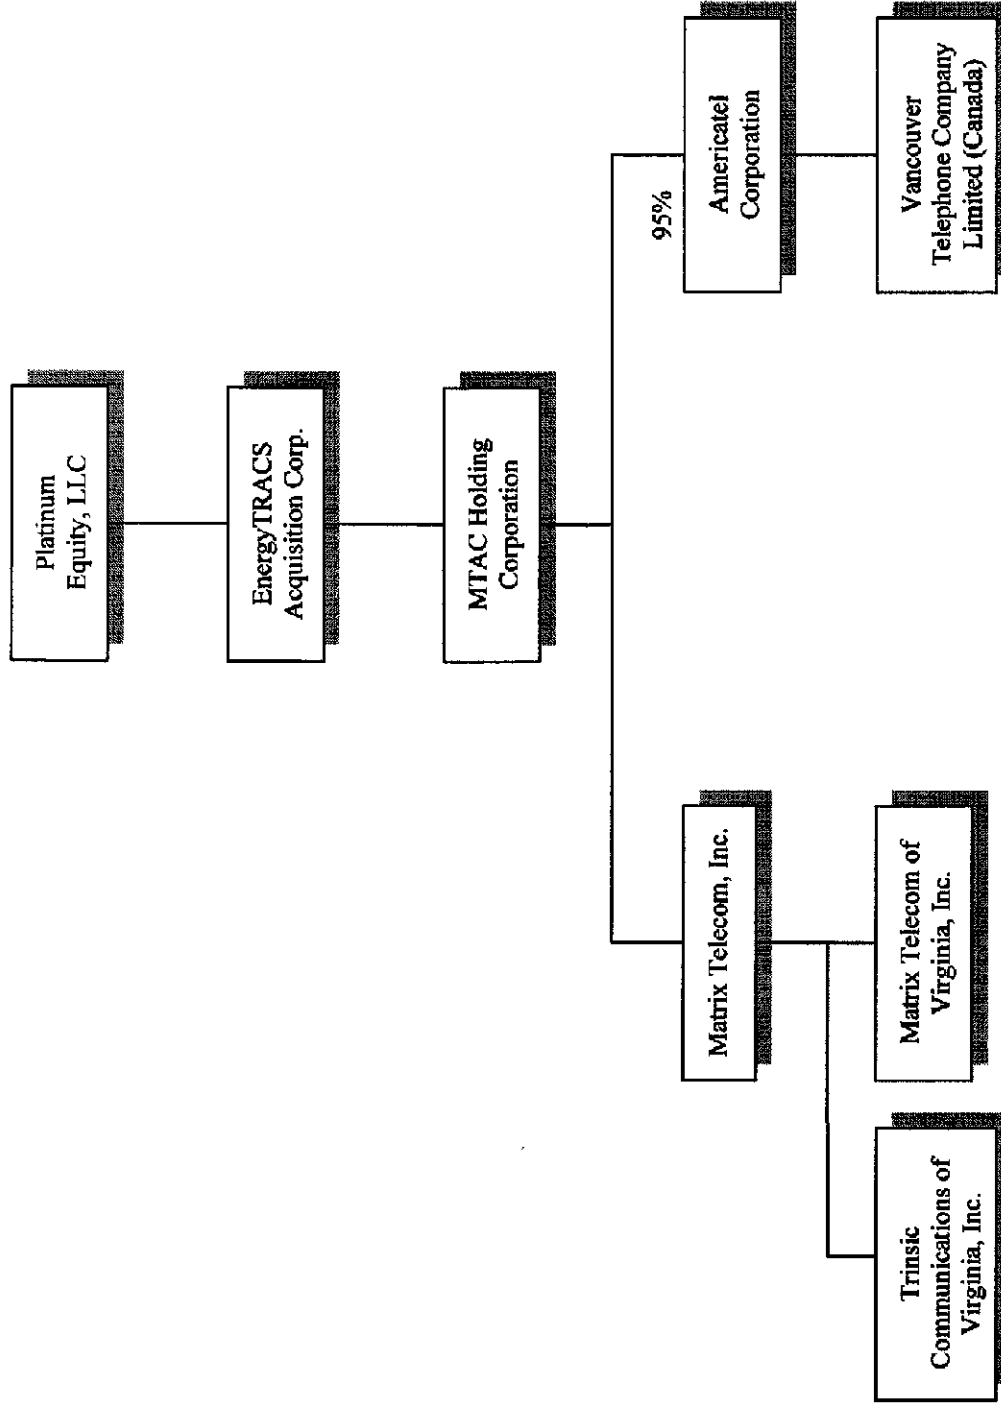 Platinum
Equity, LLC
EnergyTRACS
Acquisition Corp.
MTAC Holding
Corporation
95%
Matrix Telecom, Inc.
Americatel
Corporation
Trinsic
Communications of
Virginia, Inc.
Matrix Telecom of
Virginia, Inc.
Vancouver
Telephone Company
Limited (Canada)